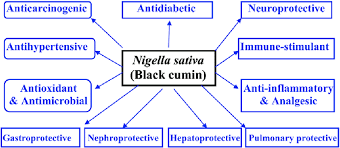 Anticarcinogenic
Antidiabetic
Neuroprotective
Antihypertensive
Nigella sativa
(Black cumin)
Immune-stimulant
Antioxidant
& Antimicrobial
Anti-inflammatory
& Analgesic
Gastroprotective
Nephroprotective
Hepatoprotective
Pulmonary protective